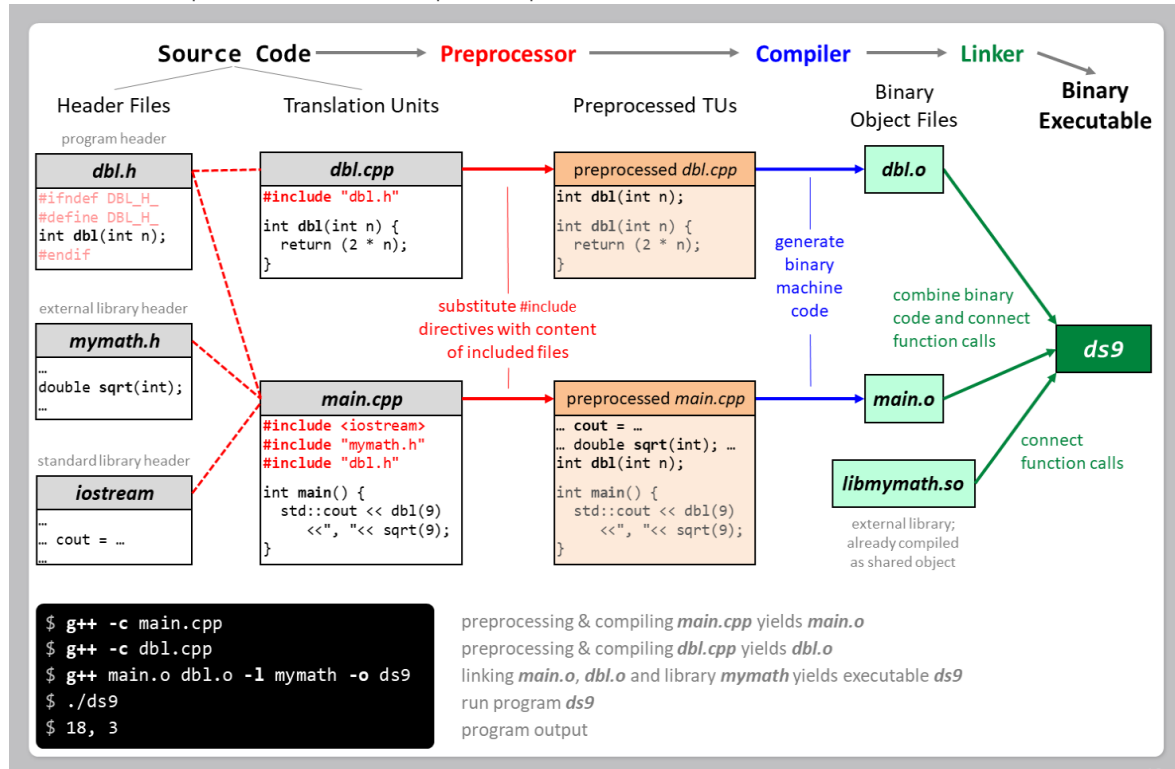 Source Code
Preprocessor
Compiler
Linker
Binary
Executable
Header Files
Translation Units
Preprocessed TUs
Binary
Object Files
program header
dbl.h
#ifndef DBL_H_
#define DBL_H_
int dbl(int n);
#endif
dbl.cpp
#include "dbl.h"
int dbl(int n) {
return (2 * n);
}
preprocessed dbl.cpp
int dbl(int n);
int dbl(int n) {
return (2 * n);
}
dbl.o
substitute #include
directives with content
of included files
generate
binary
machine
code
combine binary
code and connect
function calls
ds9
external library header
mymath.h
…
double sqrt(int);
…
main.cpp
#include <iostream>
#include "mymath.h"
#include "dbl.h"
int main() {
std::cout << dbl(9)
<<", "<< sqrt(9);
}
preprocessed main.cpp
… cout = …
… double sqrt(int); …
int dbl(int n);
int main() {
std::cout << dbl(9)
<<", "<< sqrt(9);
}
main.o
connect
function calls
standard library header
iostream
…
… cout = …
…
libmymath.so
external library;
already compiled
as shared object
$ g++ -c main.cpp
$ g++ -c dbl.cpp
$ g++ main.o dbl.o -l mymath -o ds9
$ ./ds9
$ 18, 3
preprocessing & compiling main.cpp yields main.o
preprocessing & compiling dbl.cpp yields dbl.o
linking main.o, dbl.o and library mymath yields executable ds9
run program ds9
program output